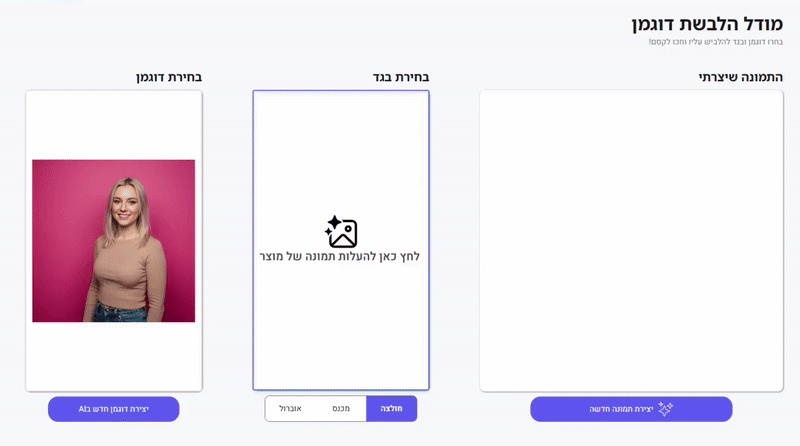 מודל הלבשת דוגמן
בחרו דוגמן ובגד להלביש עליו וחכו לקסם!
התמונה שיצרתי
בחירת בגד
בחירת דוגמן
לחץ כאן להעלות תמונה של מוצר
יצירת תמונה חדשה
חולצה
מכנס
אוברול
יצירת דוגמן חדש בAI